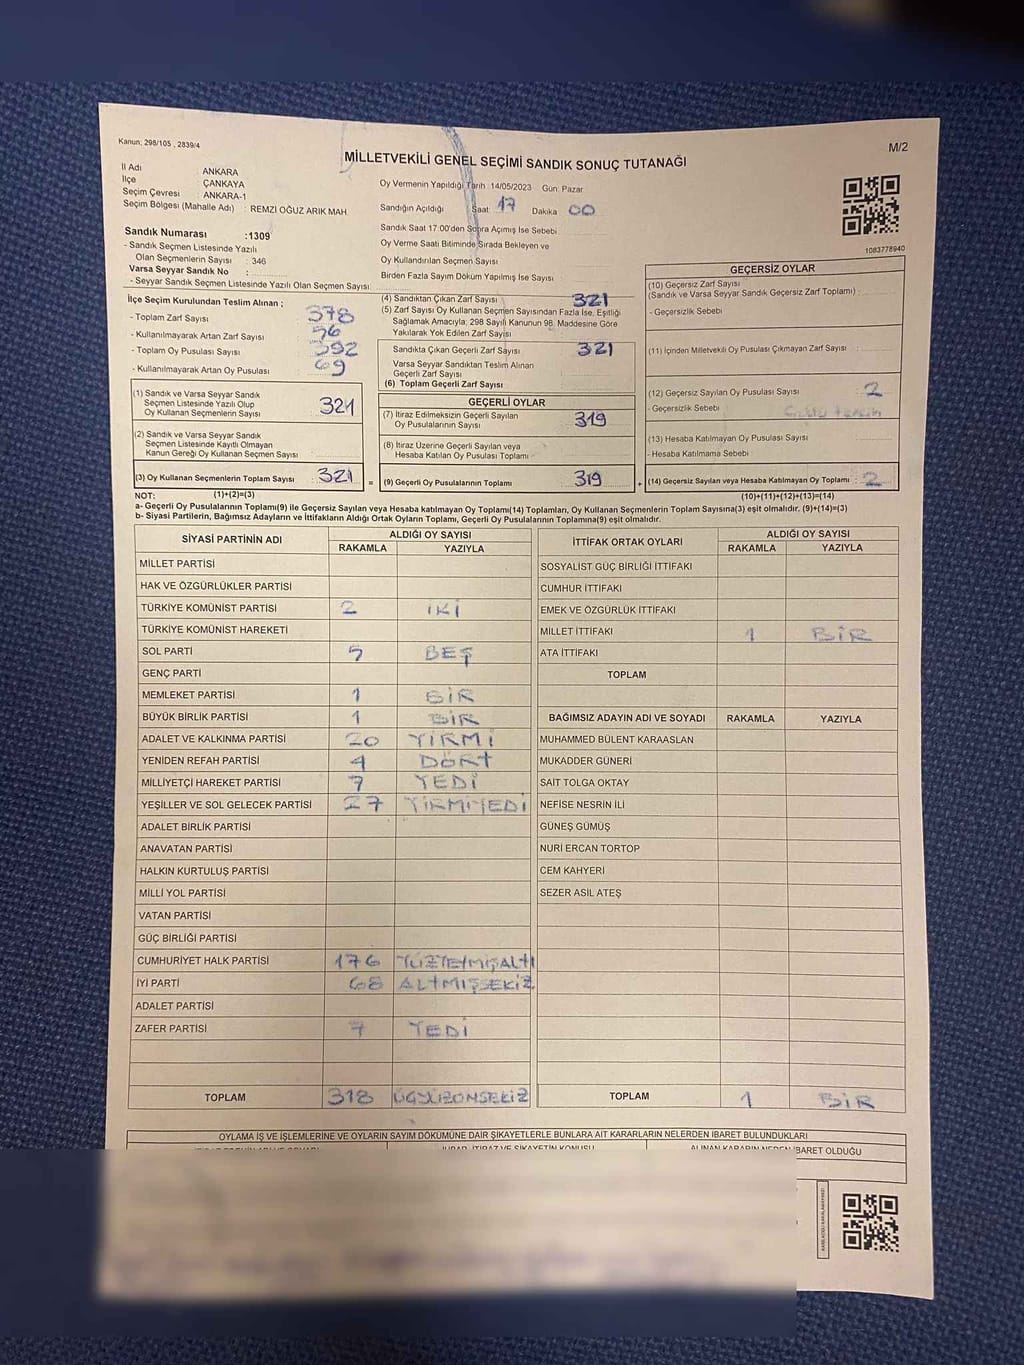 Kanun; 298/105 , 2839/4
MİLLETVEKİLİ GENEL SEÇİMİ SANDIK SONUÇ TUTANAĞI
M/2
İl Adı : ANKARA
İlçe ÇANKAYA
Seçim Çevresi : ANKARA-1
Seçim Bölgesi (Mahalle Adı) : REMZİ OĞUZ ARIK MAH.
Sandık Numarası :1309
- Sandık Seçmen Listesinde Yazılı
Olan Seçmenlerin Sayısı : 346
Varsa Seyyar Sandık No :
- Seyyar Sandık Seçmen Listesinde Yazılı Olan Seçmen Sayısı:
Oy Vermenin Yapıldığı Tarih :14/05/2023 Gün: Pazar
Sandığın Açıldığı Saat: 17 Dakika 00
Sandık Saat 17.00'den Sonra Açımış İse Sebebi
Oy Verme Saati Bitiminde Sırada Bekleyen ve
Oy Kullandırılan Seçmen Sayısı
Birden Fazla Sayım Döküm Yapılmış İse Sayısı
1083778940
İlçe Seçim Kurulundan Teslim Alınan ;
- Toplam Zarf Sayısı : 378
- Kullanılmayarak Artan Zarf Sayısı :
- Toplam Oy Pusulası Sayısı : 392
- Kullanılmayarak Artan Oy Pusulası : 69
(1) Sandık ve Varsa Seyyar Sandık
Seçmen Listesinde Yazılı Olup
Oy Kullanan Seçmenlerin Sayısı : 321
(2) Sandık ve Varsa Seyyar Sandık
Seçmen Listesinde Kayıtlı Olmayan
Kanun Gereği Oy Kullanan Seçmen Sayısı :
(3) Oy Kullanan Seçmenlerin Toplam Sayısı : 321
(4) Sandıktan Çıkan Zarf Sayısı : 321
(5) Zarf Sayısı Oy Kullanan Seçmen Sayısından Fazla İse, Eşitliği
Sağlamak Amacıyla; 298 Sayılı Kanunun 98. Maddesine Göre
Yakılarak Yok Edilen Zarf Sayısı :
Sandıkta Çıkan Geçerli Zarf Sayısı : 321
Varsa Seyyar Sandıktan Teslim Alınan
Geçerli Zarf Sayısı :
(6) Toplam Geçerli Zarf Sayısı
GEÇERLİ OYLAR
(7) İtiraz Edilmeksizin Geçerli Sayılan
Oy Pusulalarının Sayısı : 319
(8) İtiraz Üzerine Geçerli Sayılan veya
Hesaba Katılan Oy Pusulası Toplamı :
= (9) Geçerli Oy Pusulalarının Toplamı : 319 +
GEÇERSİZ OYLAR
(10) Geçersiz Zarf Sayısı
(Sandık ve Varsa Seyyar Sandık Geçersiz Zarf Toplamı) :
- Geçersizlik Sebebi
(11) İçinden Milletvekili Oy Pusulası Çıkmayan Zarf Sayısı :
(12) Geçersiz Sayılan Oy Pusulası Sayısı : 2
- Geçersizlik Sebebi
(13) Hesaba Katılmayan Oy Pusulası Sayısı :
- Hesaba Katılmama Sebebi :
(14) Geçersiz Sayılan veya Hesaba Katılmayan Oy Toplamı : 2
NOT: (1)+(2)=(3)
(10)+(11)+(12)+(13)=(14)
a- Geçerli Oy Pusulalarının Toplamı(9) ile Geçersiz Sayılan veya Hesaba katılmayan Oy Toplamı(14) Toplamları, Oy Kullanan Seçmenlerin Toplam Sayısına(3) eşit olmalıdır. (9)+(14)=(3)
b- Siyasi Partilerin, Bağımsız Adayların ve İttifakların Aldığı Ortak Oyların Toplamı, Geçerli Oy Pusulalarının Toplamına(9) eşit olmalıdır.
SİYASİ PARTİNİN ADI ALDIĞI OY SAYISI
RAKAMLA YAZIYLA
MİLLET PARTİSİ
HAK VE ÖZGÜRLÜKLER PARTİSİ
TÜRKİYE KOMÜNİST PARTİSİ 2 İKİ
TÜRKİYE KOMÜNİST HAREKETİ
SOL PARTİ 5 BEŞ
GENÇ PARTİ
MEMLEKET PARTİSİ 1 BİR
BÜYÜK BİRLİK PARTİSİ 1 BİR
ADALET VE KALKINMA PARTİSİ 20 YİRMİ
YENİDEN REFAH PARTİSİ 4 DÖRT
MİLLİYETÇİ HAREKET PARTİSİ 7 YEDİ
YEŞİLLER VE SOL GELECEK PARTİSİ 27 YİRMİYEDİ
ADALET BİRLİK PARTİSİ
ANAVATAN PARTİSİ
HALKIN KURTULUŞ PARTİSİ
MİLLİ YOL PARTİSİ
VATAN PARTİSİ
GÜÇ BİRLİĞİ PARTİSİ
CUMHURİYET HALK PARTİSİ 176 YÜZYETMİŞALTI
İYİ PARTİ 68 ALTMIŞSEKİZ
ADALET PARTİSİ
ZAFER PARTİSİ 7 YEDİ
TOPLAM 318 ÜÇYÜZONSEKİZ
İTTİFAK ORTAK OYLARI ALDIĞI OY SAYISI
RAKAMLA YAZIYLA
SOSYALİST GÜÇ BİRLİĞİ İTTİFAKI
CUMHUR İTTİFAKI
EMEK VE ÖZGÜRLÜK İTTİFAKI
MİLLET İTTİFAKI 1 BİR
ATA İTTİFAKI
TOPLAM
BAĞIMSIZ ADAYIN ADI VE SOYADI RAKAMLA YAZIYLA
MUHAMMED BÜLENT KARAASLAN
MUKADDER GÜNERİ
SAİT TOLGA OKTAY
NEFİSE NESRİN İLİ
GÜNEŞ GÜMÜŞ
NURİ ERCAN TORTOP
CEM KAHYERİ
SEZER ASİL ATEŞ
TOPLAM 1 BİR
OYLAMA İŞ VE İŞLEMLERİNE VE OYLARIN SAYIM DÖKÜMÜNE DAİR ŞİKAYETLERLE BUNLARA AİT KARARLARIN NELERDEN İBARET BULUNDUKLARI
ALINAN KARARIN NEDEN İBARET OLDUĞU